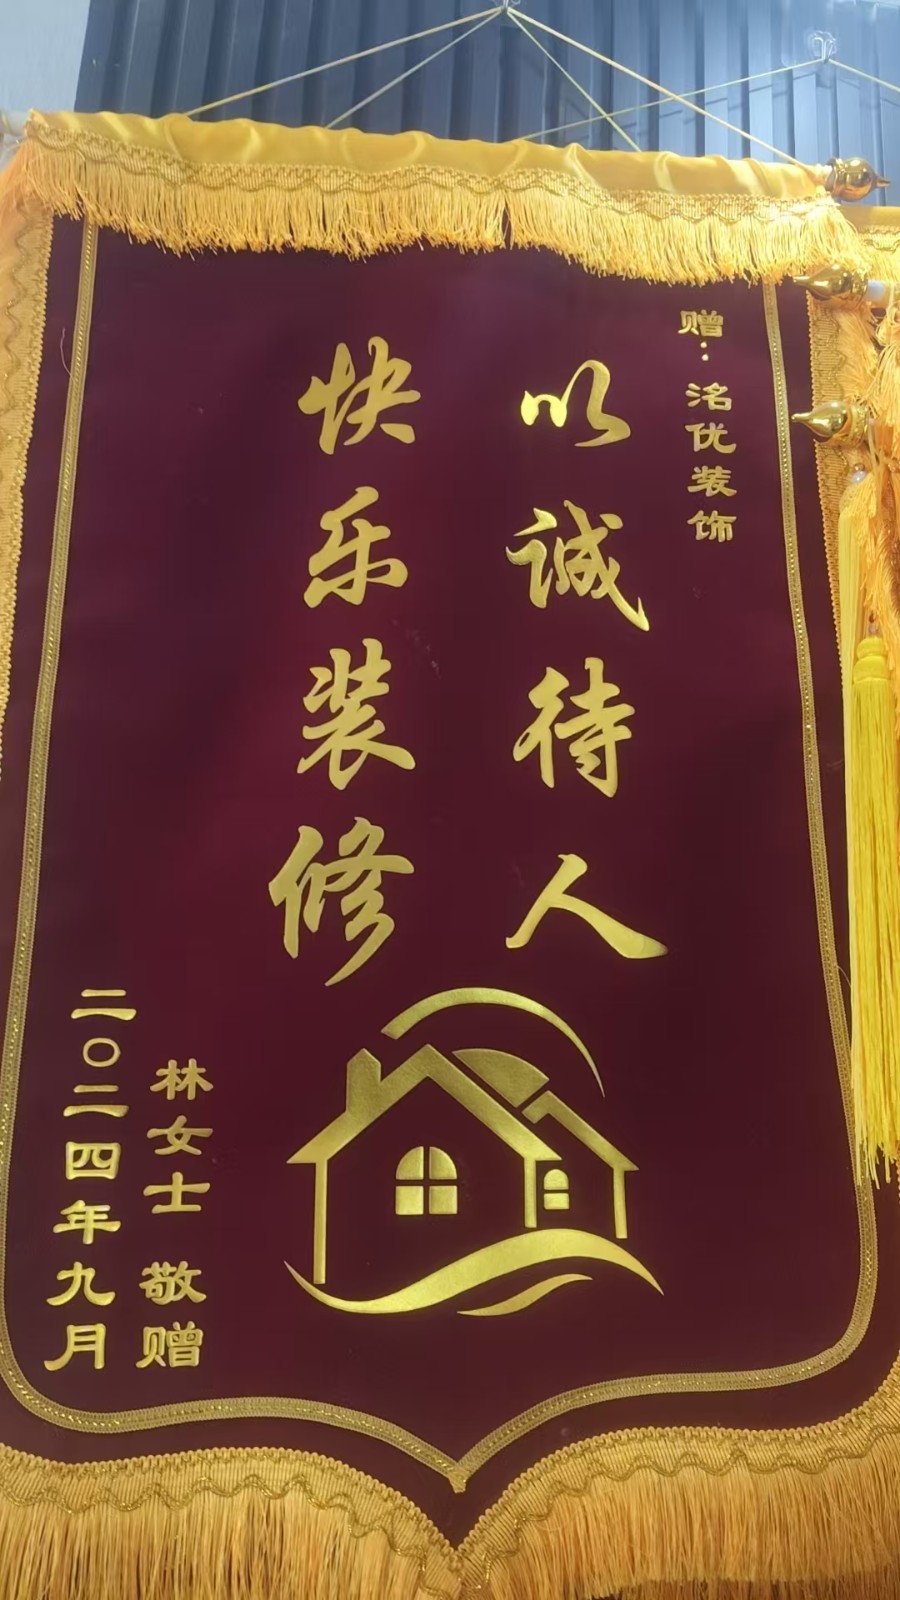 赠：洺优装饰
以诚待人
快乐装修
林女士 敬赠
二〇二四年九月